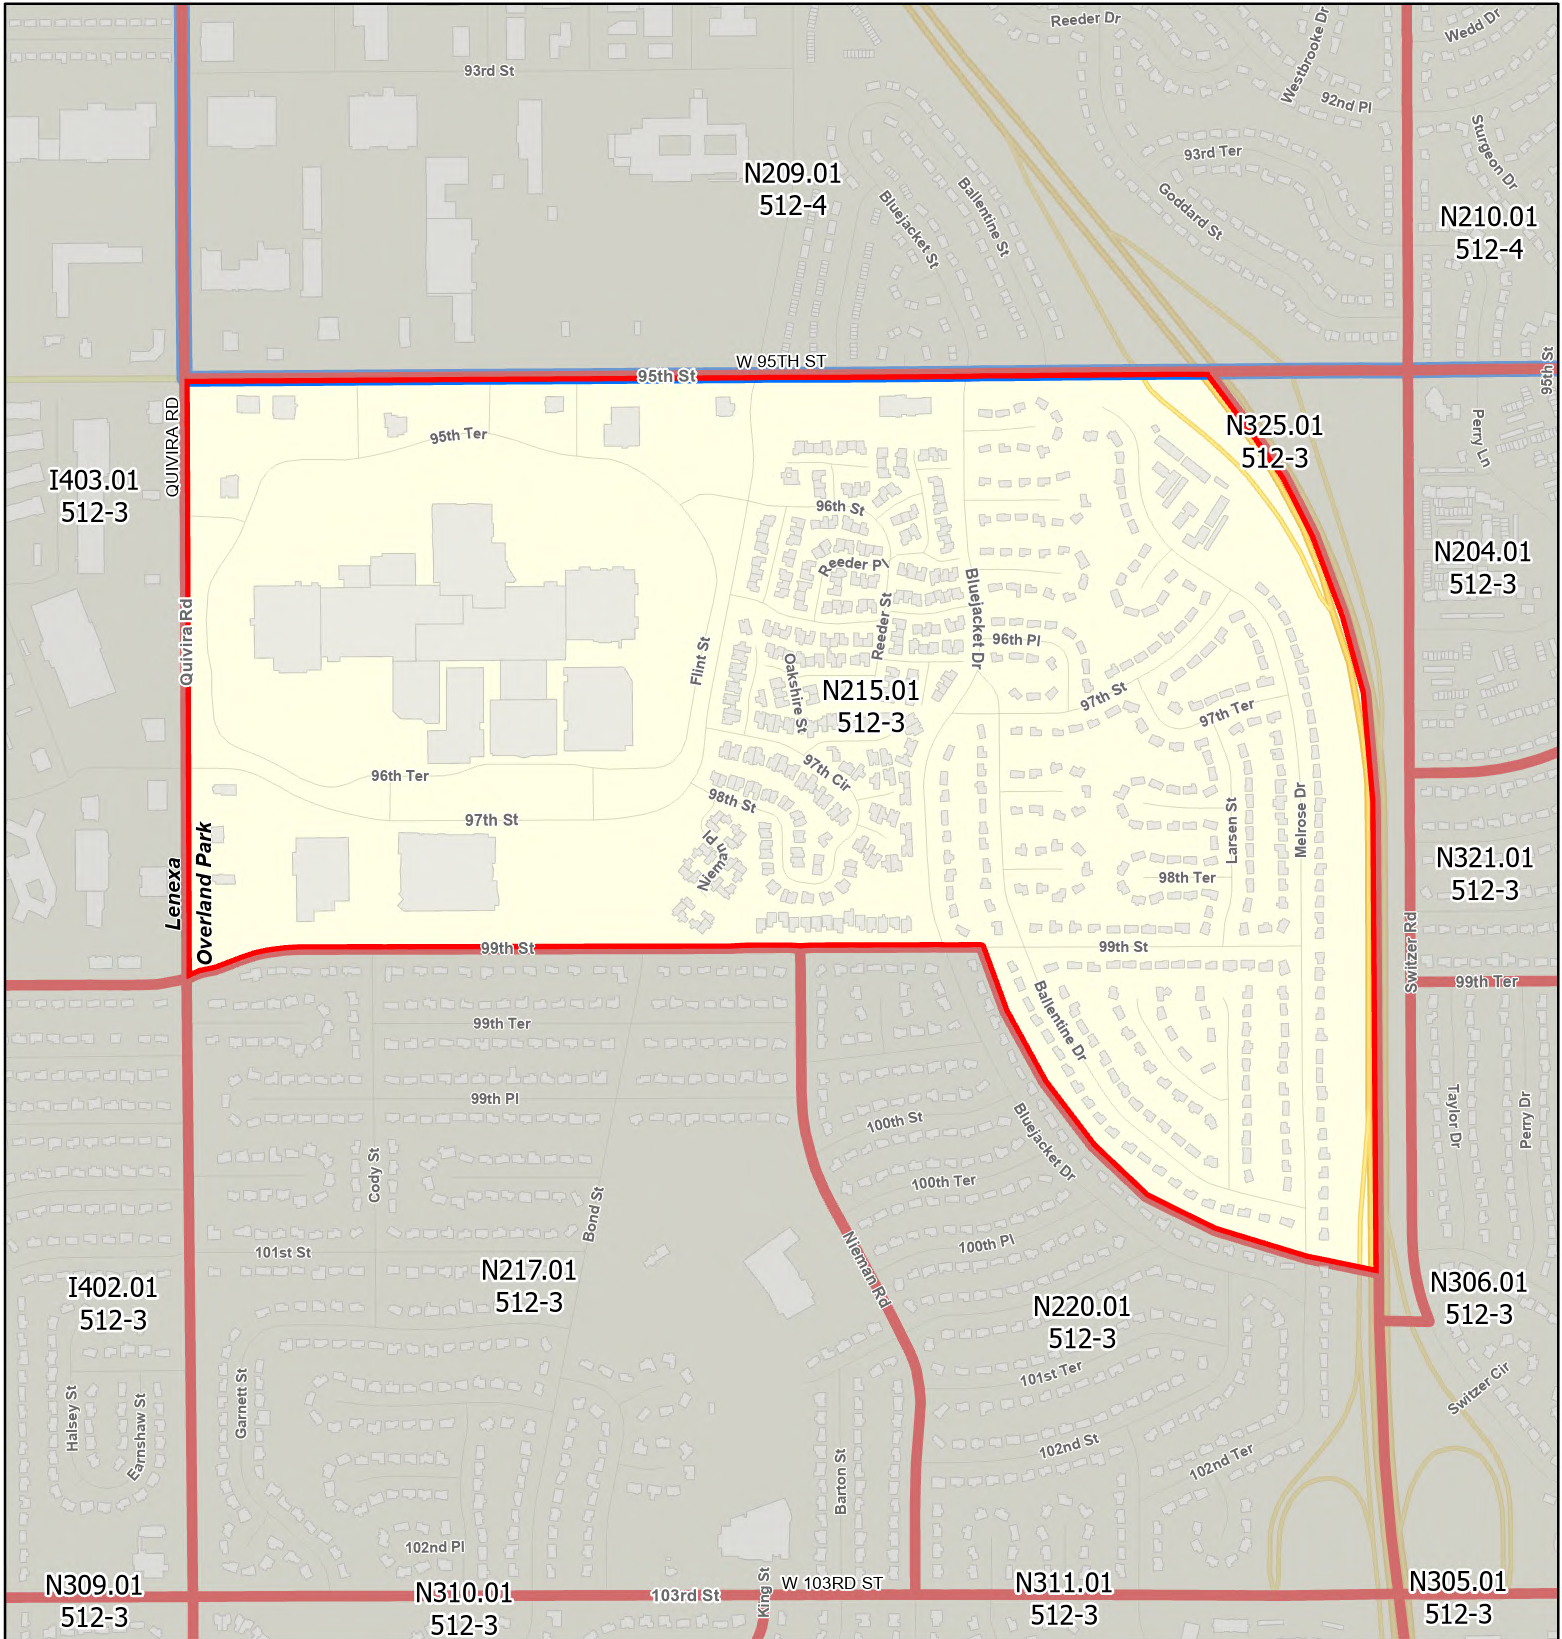 Reeder Dr
Wedd Dr
Westbrooke Dr
93rd St
92nd Pl
Sturgeon Dr
93rd Ter
N209.01
512-4
Ballentine St
Bluejacket St
Goddard St
N210.01
512-4
W 95TH ST
95th St
95th St
QUIVIRA RD
N325.01
512-3
95th Ter
Perry Ln
I403.01
512-3
96th St
N204.01
512-3
Reeder Pl
Bluejacket Dr
Reeder St
Quivira Rd
96th Pl
Flint St
Oakshire St
N215.01
512-3
97th St
97th Ter
96th Ter
97th Cir
98th St
97th St
Larsen St
Melrose Dr
Nieman Pl
98th Ter
N321.01
512-3
Lenexa
Overland Park
99th St
99th St
Switzer Rd
99th Ter
99th Ter
Ballentine Dr
99th Pl
100th St
Bluejacket Dr
Taylor Dr
Perry Dr
Cody St
100th Ter
Bond St
101st St
100th Pl
Nieman Rd
N217.01
512-3
I402.01
512-3
N220.01
512-3
N306.01
512-3
101st Ter
Switzer Cir
Garnett St
Halsey St
Earnshaw St
102nd St
102nd Ter
Barton St
102nd Pl
N309.01
512-3
N310.01
512-3
103rd St
King St
W 103RD ST
N311.01
512-3
N305.01
512-3